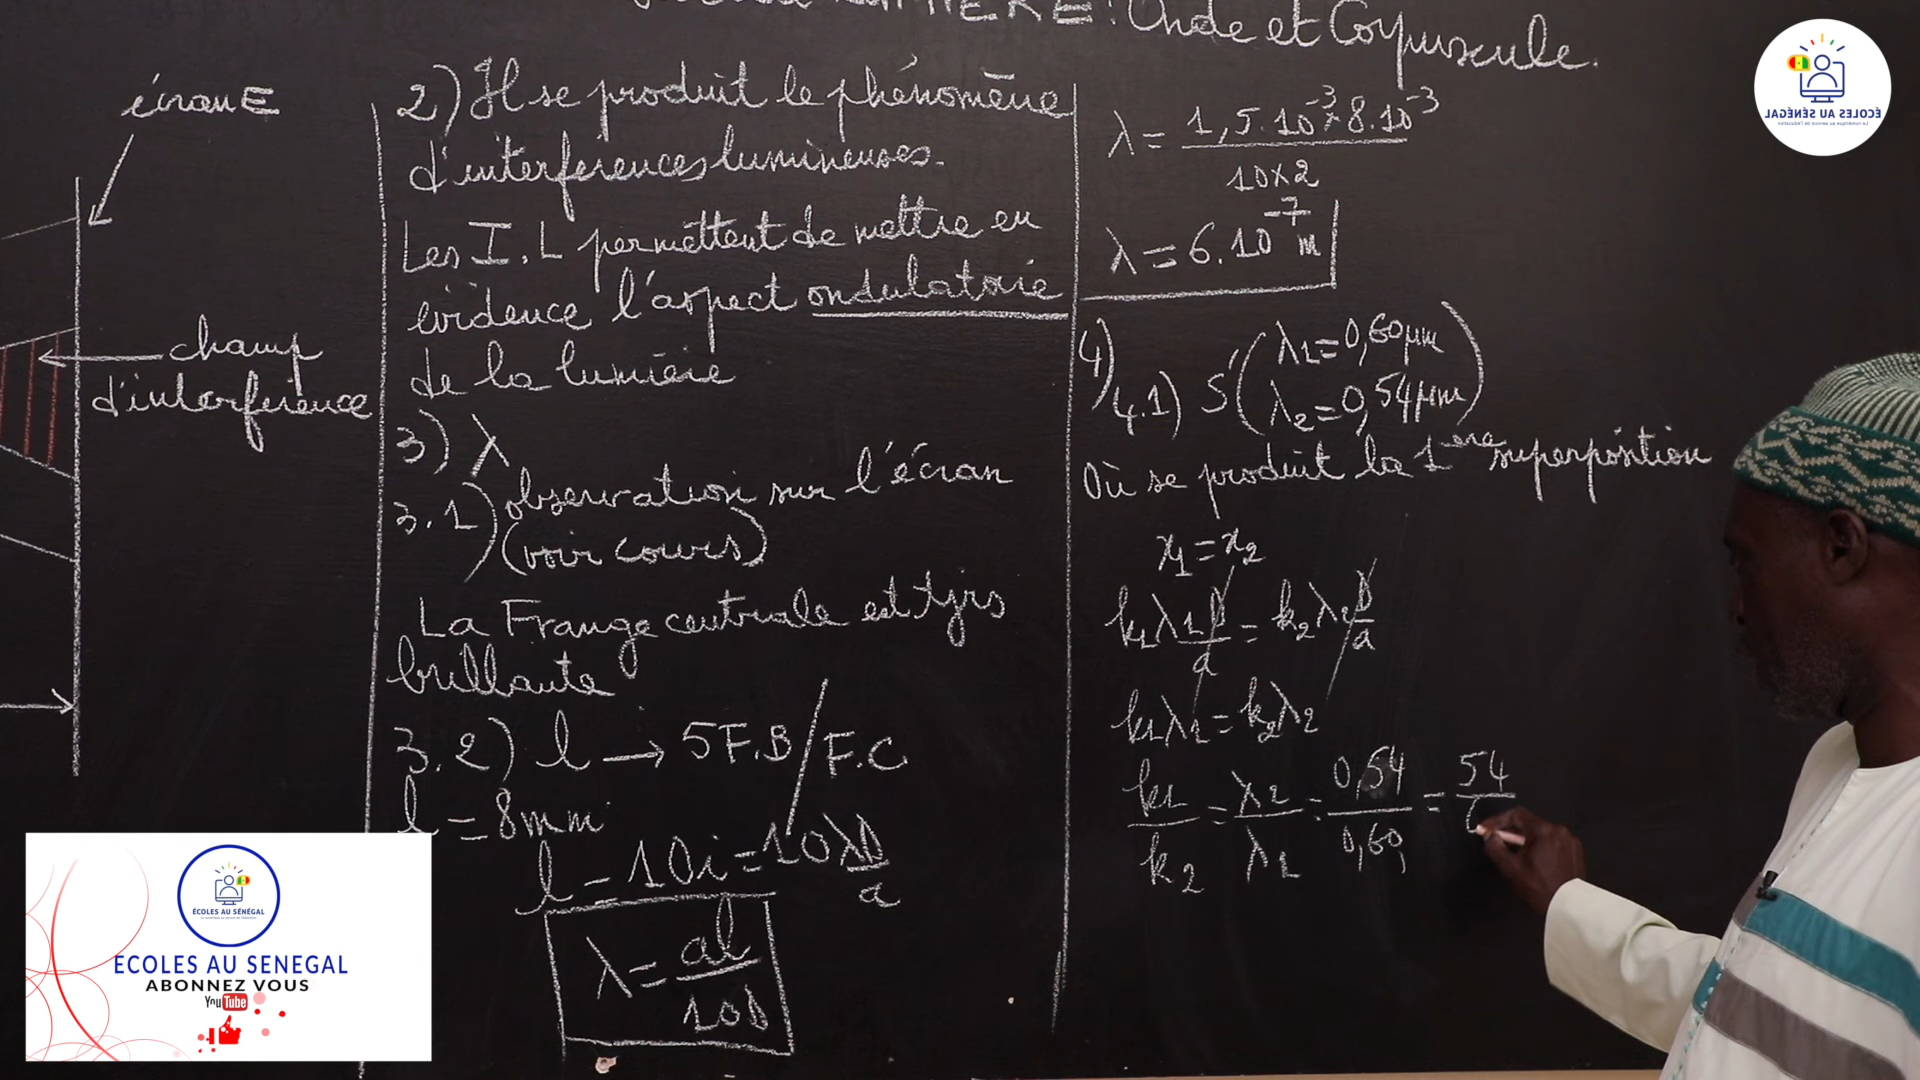 LUMIÈRE : Onde et Corpuscule.
écran E
champ
d'interférence
2) Il se produit le phénomène
d'interférences lumineuses.
Les I.L permettent de mettre en
évidence l'aspect ondulatoire
de la lumière
3) λ
3.1) observation sur l'écran
(voir cours)
La Frange centrale est tjrs
brillante
3.2) l → 5F.B/F.C
l = 8mm
l = 10i = 10λD/a
λ = al/10D
λ = 1,5.10⁻³×8.10⁻³/10×2
λ = 6.10⁻⁷m
4)
4.1) S (λ1=0,60µm
λ2=0,54µm)
Où se produit la 1ère superposition
x1 = x2
k1λ1D/a = k2λ2D/a
k1λ1 = k2λ2
k1/k2 = λ2/λ1 = 0,54/0,60 = 54/
ÉCOLES AU SÉNÉGAL
ÉCOLES AU SÉNÉGAL
ECOLES AU SENEGAL
ABONNEZ VOUS
YouTube